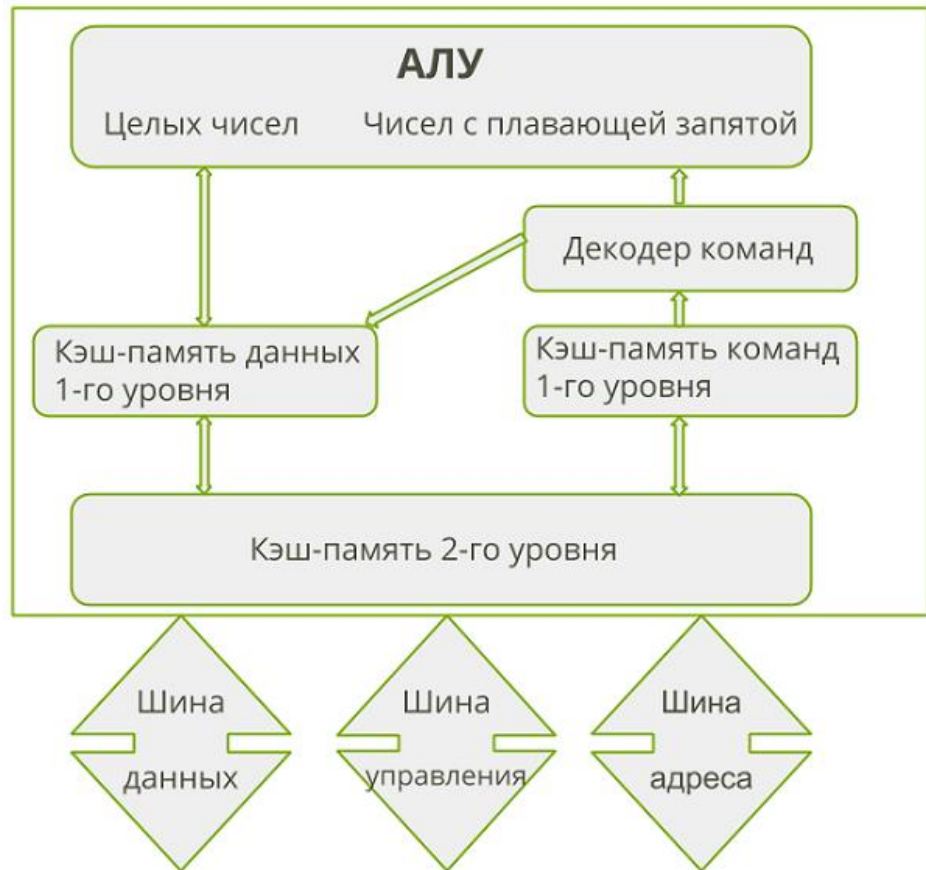 АЛУ
Целых чисел
Чисел с плавающей запятой
Декодер команд
Кэш-память данных
1-го уровня
Кэш-память команд
1-го уровня
Кэш-память 2-го уровня
Шина
данных
Шина
управления
Шина
адреса